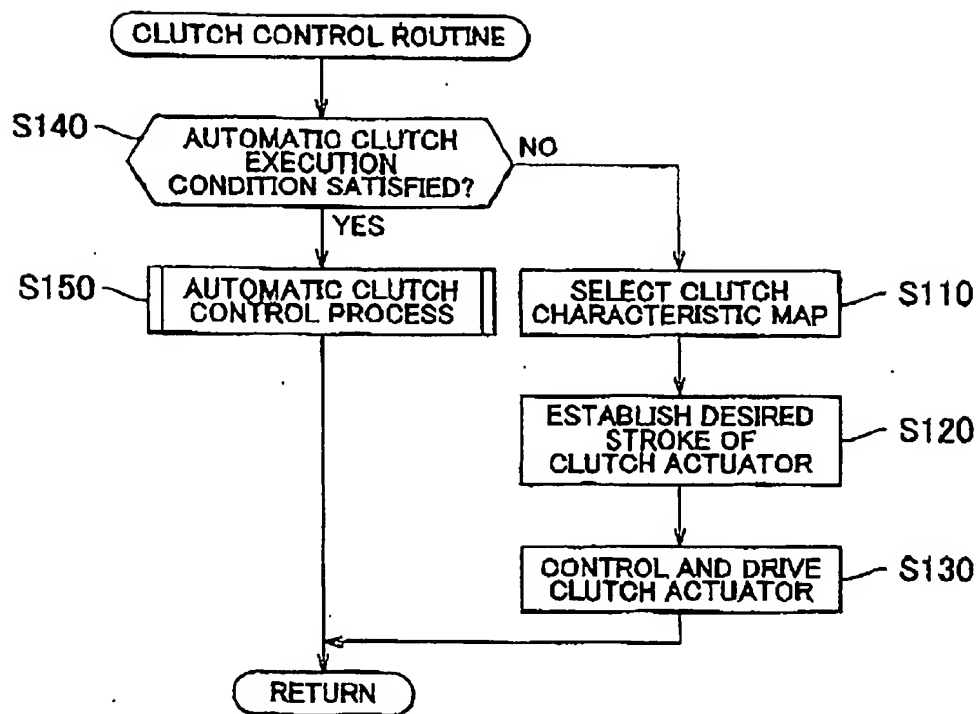 CLUTCH CONTROL ROUTINE
S140
AUTOMATIC CLUTCH
EXECUTION
CONDITION SATISFIED?
NO
YES
S150
AUTOMATIC CLUTCH
CONTROL PROCESS
SELECT CLUTCH
CHARACTERISTIC MAP
S110
ESTABLISH DESIRED
STROKE OF
CLUTCH ACTUATOR
S120
CONTROL AND DRIVE
CLUTCH ACTUATOR
S130
RETURN